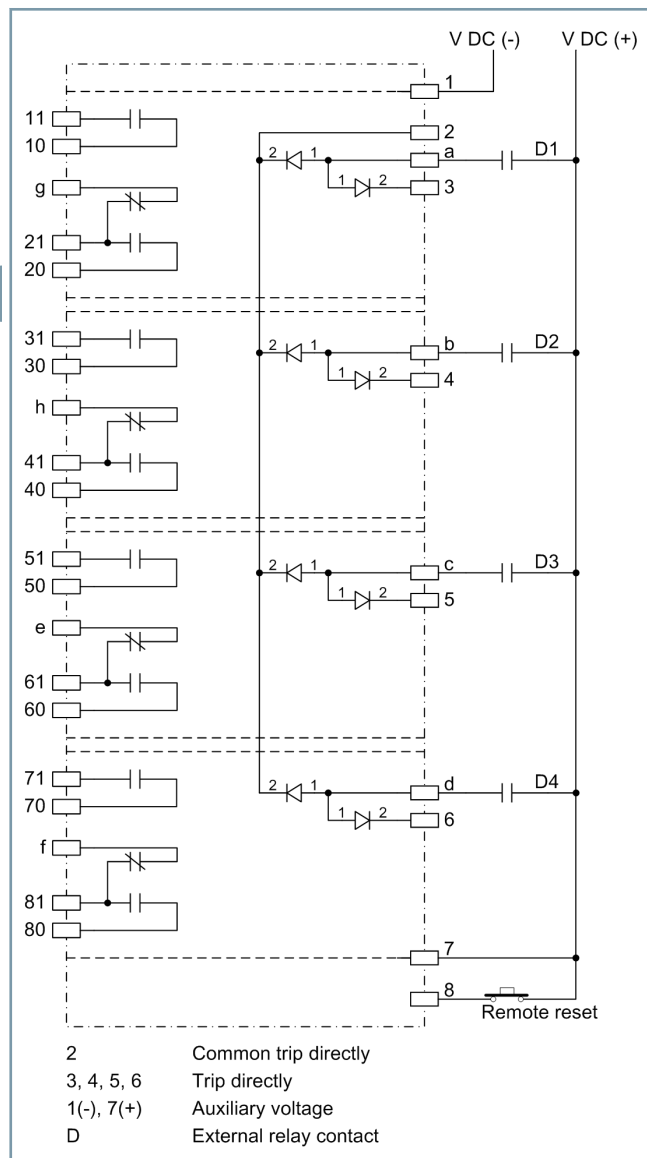 V DC (-) V DC (+)
1
11
2
10
2 1 a D1
1 2 3
g
21
20
31
2 1 b D2
30
1 2 4
h
41
40
51
2 1 c D3
50
1 2 5
e
61
60
71
2 1 d D4
70
1 2 6
f
81
80
7
8
Remote reset
2 Common trip directly
3, 4, 5, 6 Trip directly
1(-), 7(+) Auxiliary voltage
D External relay contact